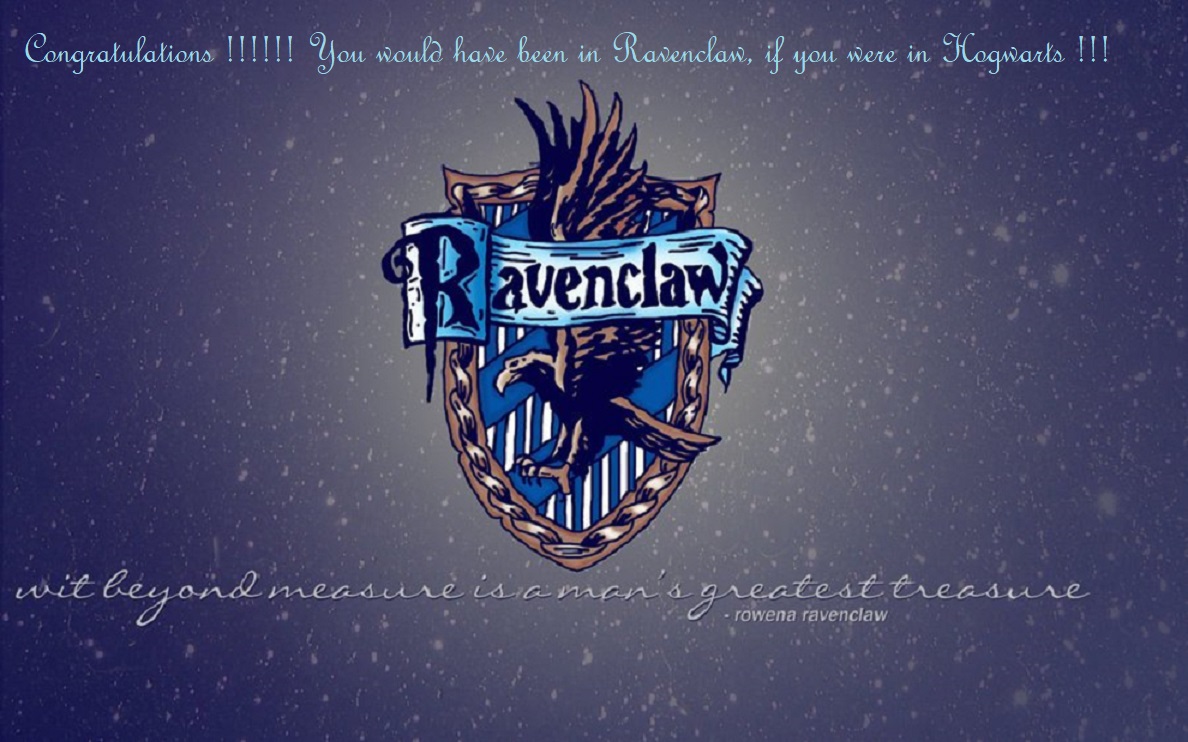 Congratulations !!!!!! You would have been in Ravenclaw, if you were in Hogwarts !!!
Ravenclaw
wit beyond measure is a man's greatest treasure
- rowena ravenclaw